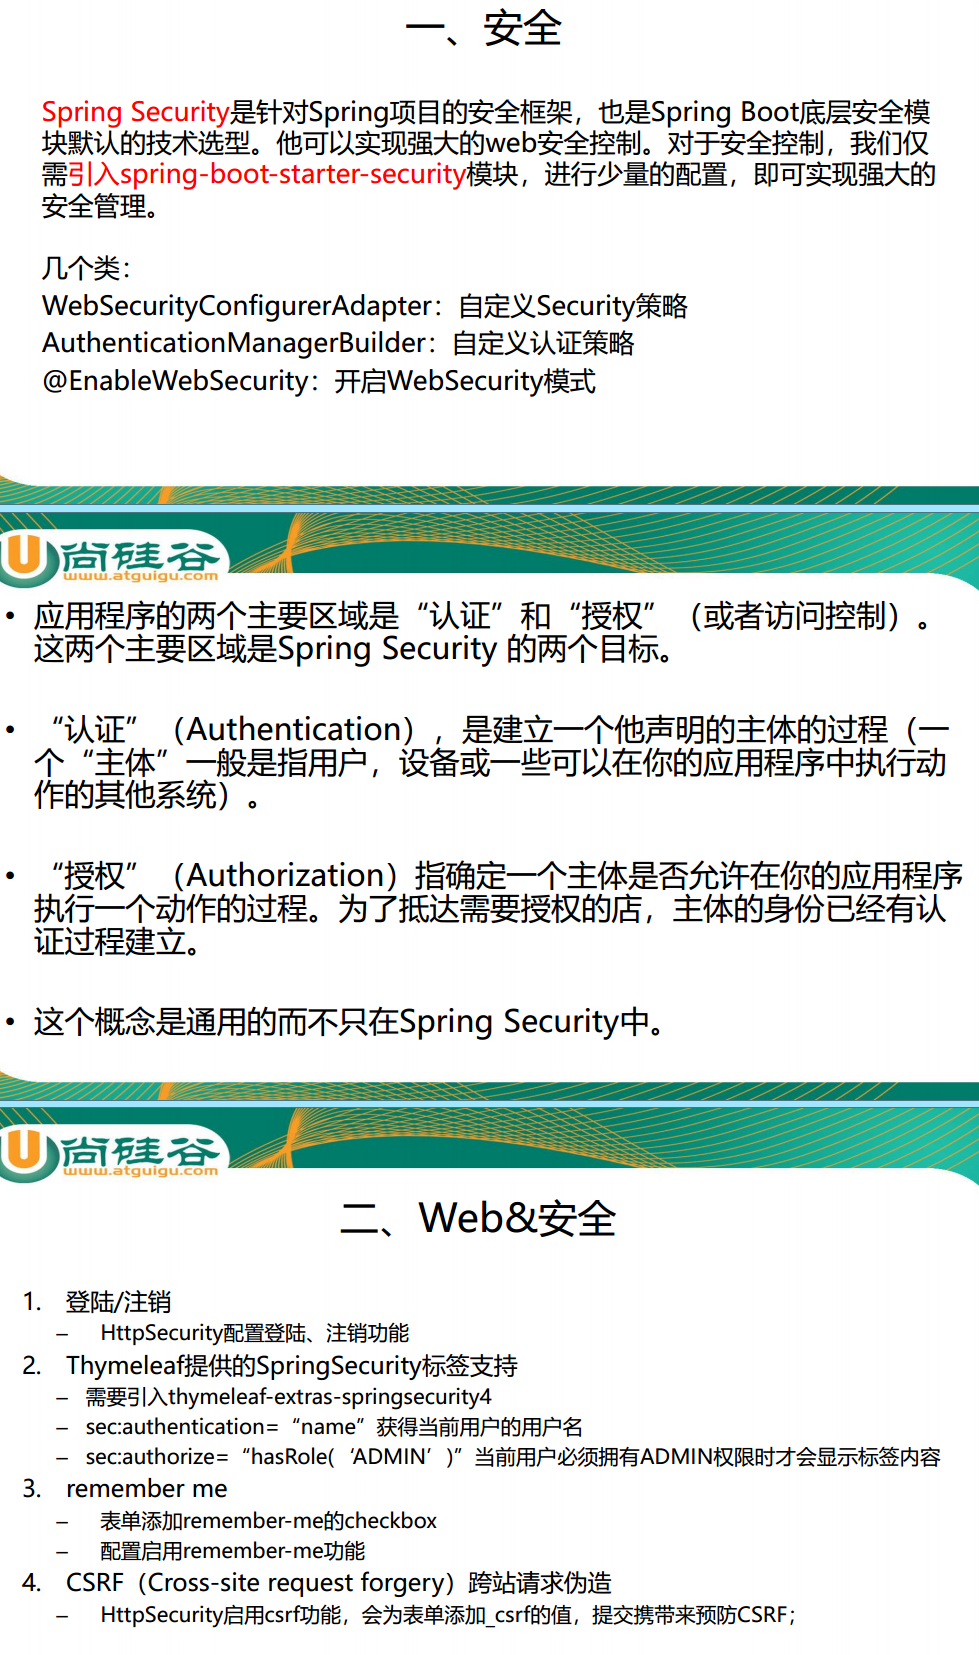 一、安全
Spring Security是针对Spring项目的安全框架，也是Spring Boot底层安全模
块默认的技术选型。他可以实现强大的web安全控制。对于安全控制，我们仅
需引入spring-boot-starter-security模块，进行少量的配置，即可实现强大的
安全管理。
几个类：
WebSecurityConfigurerAdapter：自定义Security策略
AuthenticationManagerBuilder：自定义认证策略
@EnableWebSecurity：开启WebSecurity模式
尚硅谷
www.atguigu.com
• 应用程序的两个主要区域是“认证”和“授权”（或者访问控制）。
这两个主要区域是Spring Security 的两个目标。
• “认证”（Authentication），是建立一个他声明的主体的过程（一
个“主体”一般是指用户，设备或一些可以在你的应用程序中执行动
作的其他系统）。
• “授权”（Authorization）指确定一个主体是否允许在你的应用程序
执行一个动作的过程。为了抵达需要授权的店，主体的身份已经有认
证过程建立。
• 这个概念是通用的而不只在Spring Security中。
尚硅谷
www.atguigu.com
二、Web&安全
1. 登陆/注销
– HttpSecurity配置登陆、注销功能
2. Thymeleaf提供的SpringSecurity标签支持
– 需要引入thymeleaf-extras-springsecurity4
– sec:authentication=“name”获得当前用户的用户名
– sec:authorize=“hasRole(‘ADMIN’)”当前用户必须拥有ADMIN权限时才会显示标签内容
3. remember me
– 表单添加remember-me的checkbox
– 配置启用remember-me功能
4. CSRF（Cross-site request forgery）跨站请求伪造
– HttpSecurity启用csrf功能，会为表单添加_csrf的值，提交携带来预防CSRF；